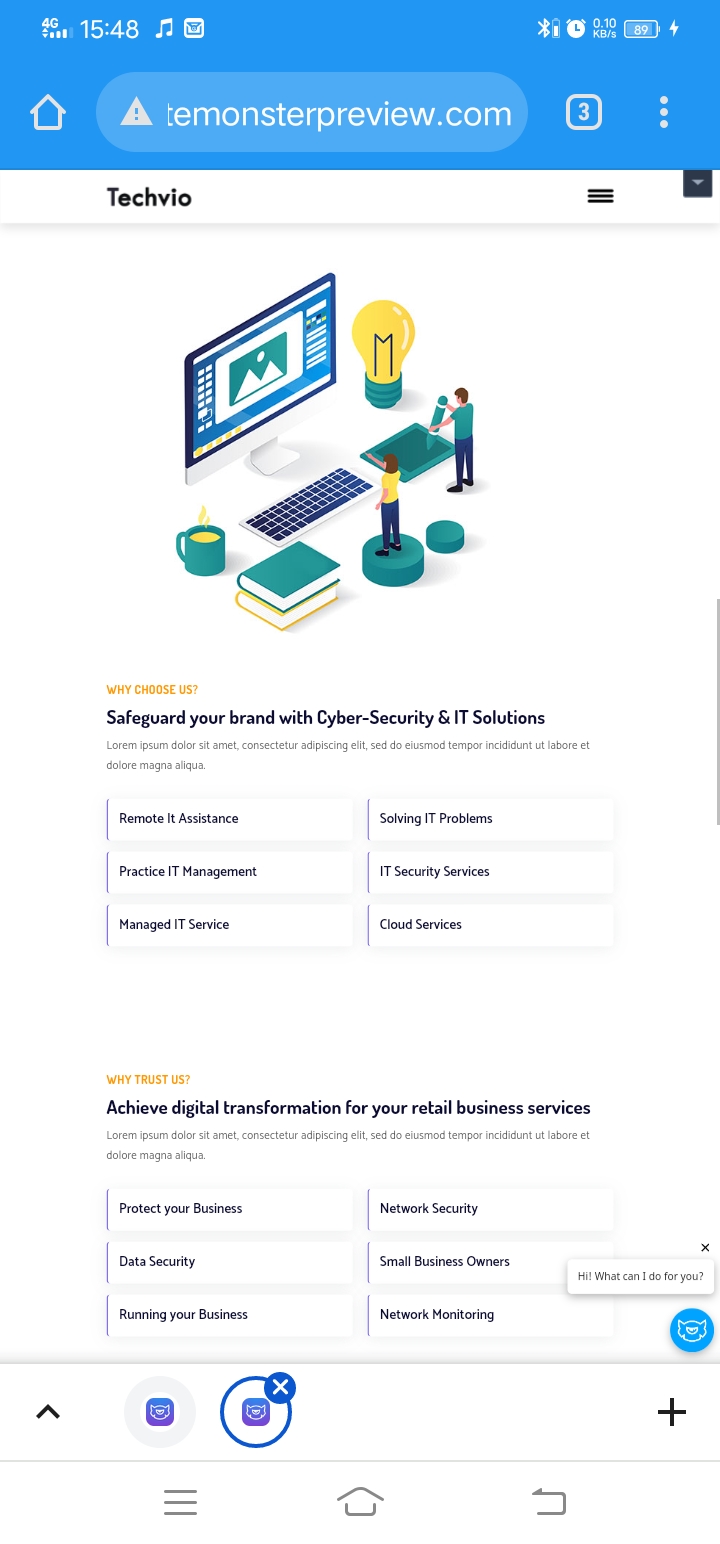 4G 15:48 0.10 KB/s 89
temonsterpreview.com 3
Techvio
WHY CHOOSE US?
Safeguard your brand with Cyber-Security & IT Solutions
Lorem ipsum dolor sit amet, consectetur adipiscing elit, sed do eiusmod tempor incididunt ut labore et
dolore magna aliqua.
Remote It Assistance
Solving IT Problems
Practice IT Management
IT Security Services
Managed IT Service
Cloud Services
WHY TRUST US?
Achieve digital transformation for your retail business services
Lorem ipsum dolor sit amet, consectetur adipiscing elit, sed do eiusmod tempor incididunt ut labore et
dolore magna aliqua.
Protect your Business
Network Security
Data Security
Small Business Owners
Hi! What can I do for you?
Running your Business
Network Monitoring